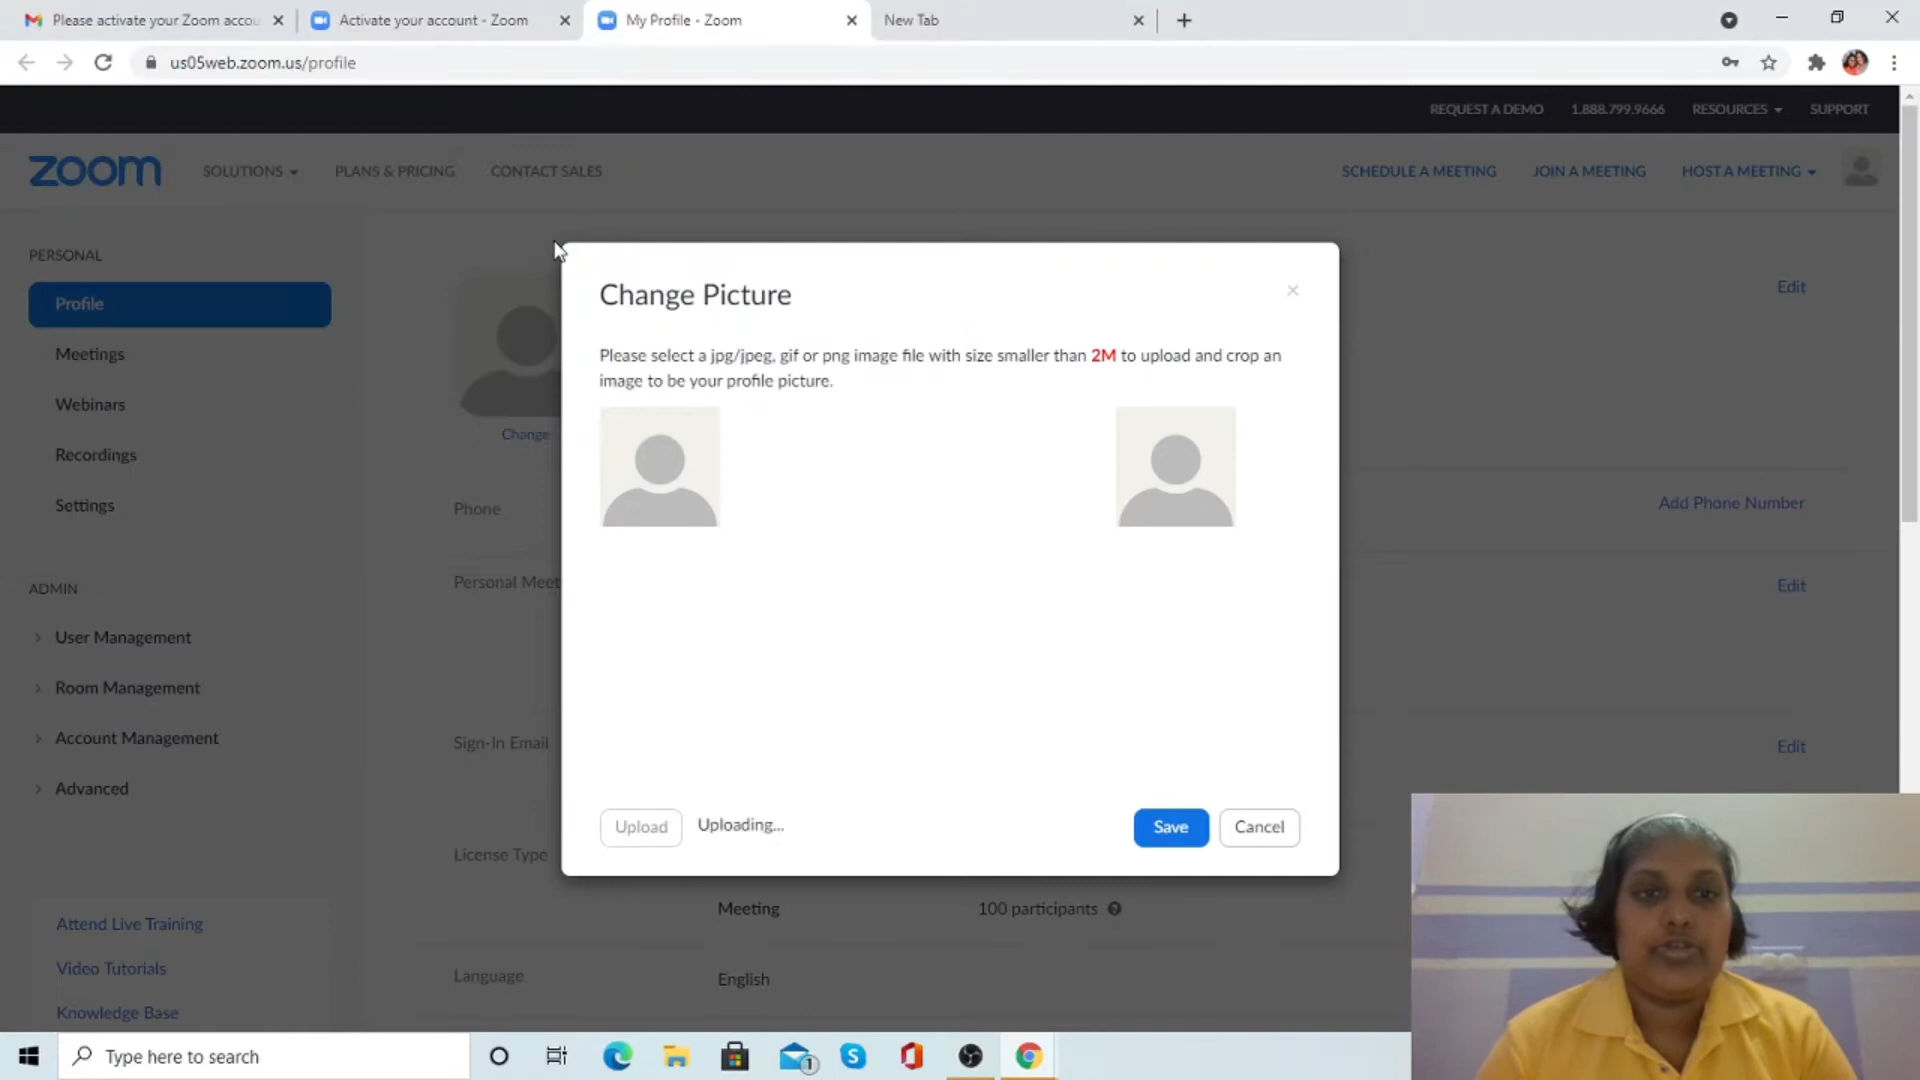 Please activate your Zoom accou
Activate your account - Zoom
My Profile - Zoom
New Tab
us05web.zoom.us/profile
REQUEST A DEMO 1.888.799.9666 RESOURCES SUPPORT
zoom SOLUTIONS PLANS & PRICING CONTACT SALES SCHEDULE A MEETING JOIN A MEETING HOST A MEETING
PERSONAL
Profile
Meetings
Webinars
Recordings
Settings
ADMIN
User Management
Room Management
Account Management
Advanced
Attend Live Training
Video Tutorials
Knowledge Base
Change
Phone
Personal Meet
Sign-In Email
License Type
Language
Change Picture
Please select a jpg/jpeg, gif or png image file with size smaller than 2M to upload and crop an
image to be your profile picture.
Upload Uploading... Save Cancel
Meeting 100 participants
English
Edit
Add Phone Number
Edit
Edit
Type here to search
1